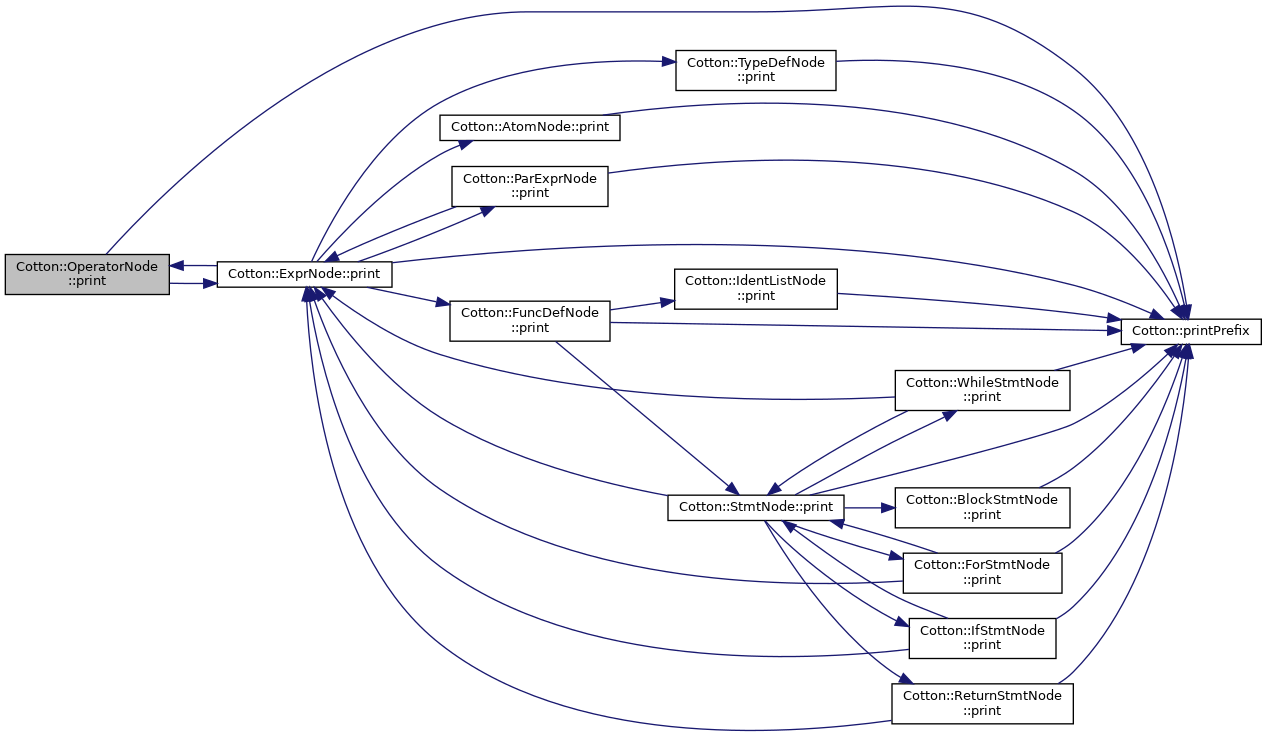 Cotton::TypeDefNode
::print
Cotton::AtomNode::print
Cotton::ParExprNode
::print
Cotton::OperatorNode
::print
Cotton::ExprNode::print
Cotton::IdentListNode
::print
Cotton::FuncDefNode
::print
Cotton::printPrefix
Cotton::WhileStmtNode
::print
Cotton::StmtNode::print
Cotton::BlockStmtNode
::print
Cotton::ForStmtNode
::print
Cotton::IfStmtNode
::print
Cotton::ReturnStmtNode
::print